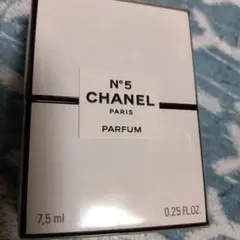 N°5
CHANEL
PARIS
PARFUM
7,5 ml 0.25 FL.OZ.